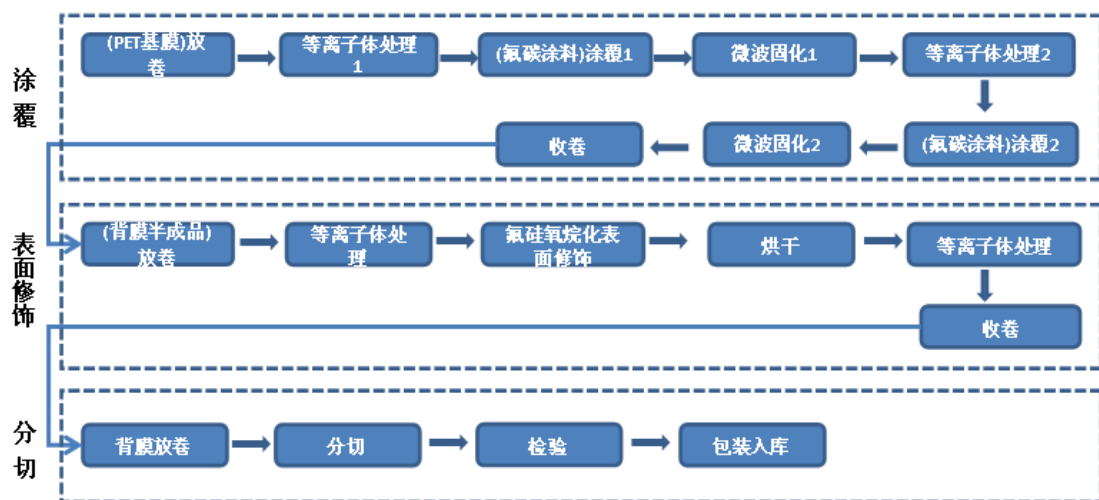 涂
覆
(PET基膜)放
卷
等离子体处理
1
(氟碳涂料)涂覆1
微波固化1
等离子体处理2
收卷
微波固化2
(氟碳涂料)涂覆2
表
面
修
饰
(背膜半成品)
放卷
等离子体处
理
氟硅氧烷化表
面修饰
烘干
等离子体处理
收卷
分
切
背膜放卷
分切
检验
包装入库